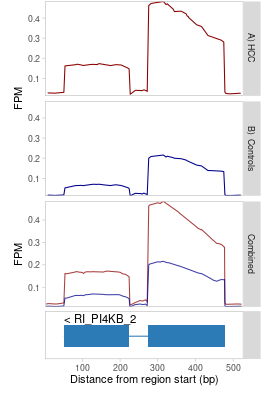 0.4
0.3
0.2
0.1
FPM
A) HCC
0.4
0.3
0.2
0.1
B) Controls
0.4
0.3
0.2
0.1
FPM
Combined
< RI_PI4KB_2
100 200 300 400 500
Distance from region start (bp)